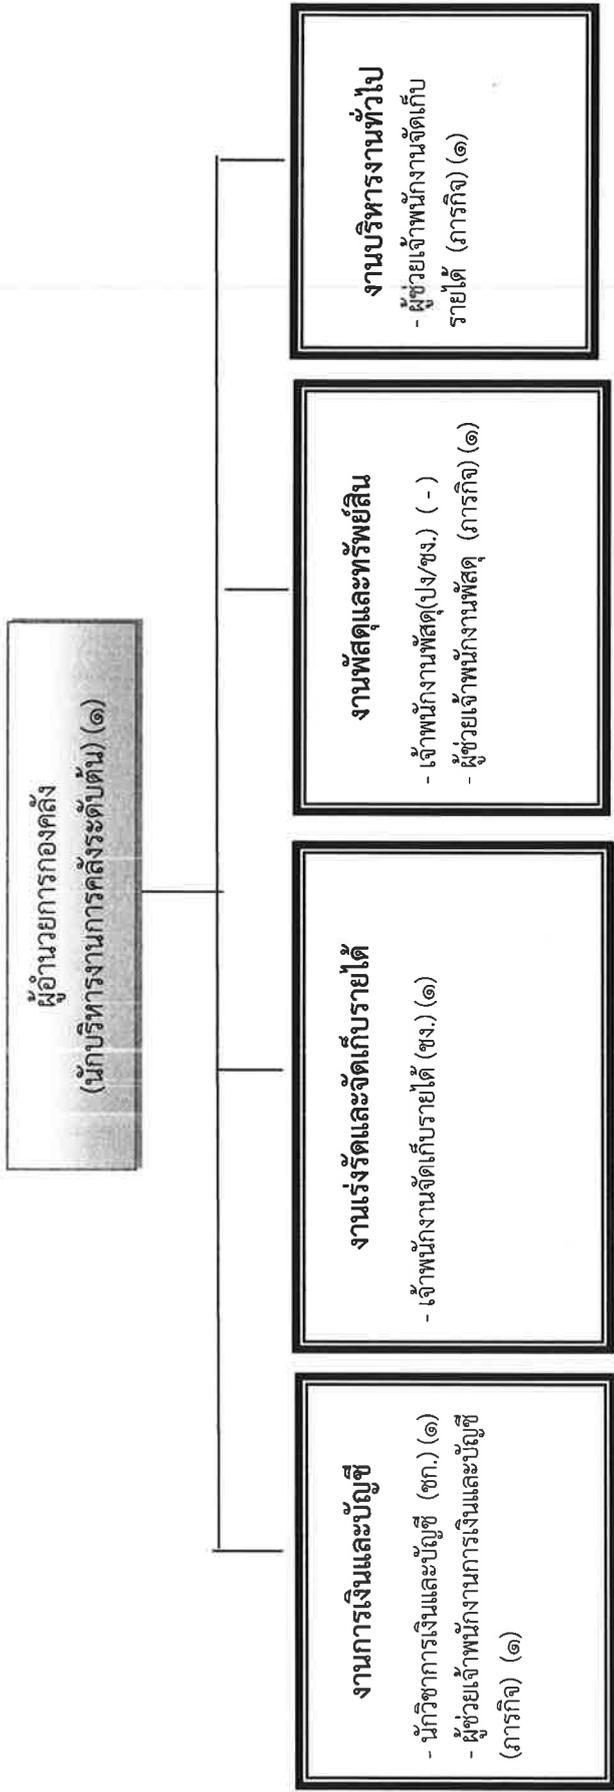 ผู้อำนวยการกองคลัง
(นักบริหารงานการคลังระดับต้น) (๑)
งานการเงินและบัญชี
- นักวิชาการเงินและบัญชี (ชก.) (๑)
- ผู้ช่วยเจ้าพนักงานการเงินและบัญชี
(ภารกิจ) (๑)
งานเร่งรัดและจัดเก็บรายได้
- เจ้าพนักงานจัดเก็บรายได้ (ชง.) (๑)
งานพัสดุและทรัพย์สิน
- เจ้าพนักงานพัสดุ(ปง/ชง.) ( - )
- ผู้ช่วยเจ้าพนักงานพัสดุ (ภารกิจ) (๑)
งานบริหารงานทั่วไป
- ผู้ช่วยเจ้าพนักงานจัดเก็บ
รายได้ (ภารกิจ) (๑)